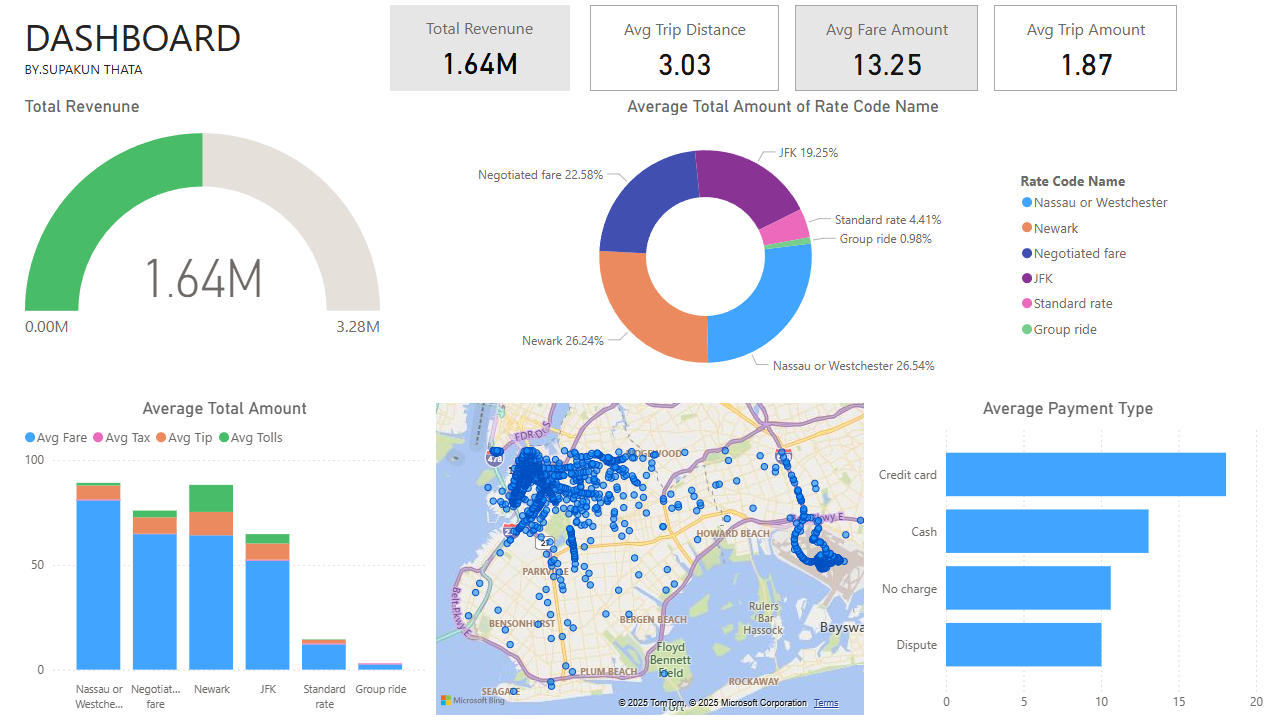 DASHBOARD
BY.SUPAKUN THATA
Total Revenune
1.64M
Avg Trip Distance
3.03
Avg Fare Amount
13.25
Avg Trip Amount
1.87
Total Revenune
1.64M
0.00M
3.28M
Average Total Amount of Rate Code Name
JFK 19.25%
Negotiated fare 22.58%
Standard rate 4.41%
Group ride 0.98%
Newark 26.24%
Nassau or Westchester 26.54%
Rate Code Name
Nassau or Westchester
Newark
Negotiated fare
JFK
Standard rate
Group ride
Average Total Amount
Avg Fare Avg Tax Avg Tip Avg Tolls
100
50
0
Nassau or
Westche...
Negotiat...
fare
Newark
JFK
Standard
rate
Group ride
FDR Dr S
478
27
HOWARD BEACH
BENSONHURST
BERGEN BEACH
Belt Pkwy E
Rulers
Bar
Hassock
Baysw
Floyd
Bennett
Field
PLUM BEACH
ROCKAWAY
SEAGATE
Microsoft Bing
© 2025 TomTom, © 2025 Microsoft Corporation Terms
Average Payment Type
Credit card
Cash
No charge
Dispute
0 5 10 15 20